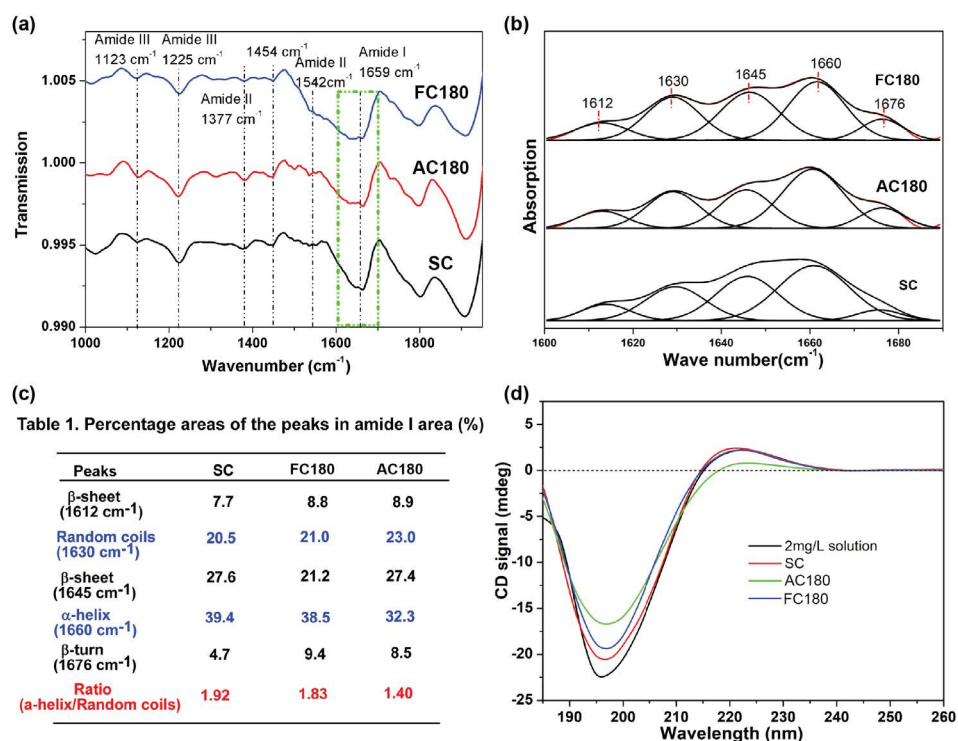 (a)
Amide III
1123 cm⁻¹
Amide III
1225 cm⁻¹
1454 cm⁻¹
Amide II
1542cm⁻¹
Amide I
1659 cm⁻¹
Amide II
1377 cm⁻¹
FC180
AC180
SC
Transmission
1.005
1.000
0.995
0.990
1000 1200 1400 1600 1800
Wavenumber (cm⁻¹)
(b)
1612
1630
1645
1660
1676
FC180
AC180
SC
Absorption
1600 1620 1640 1660 1680
Wave number(cm⁻¹)
(c)
Table 1. Percentage areas of the peaks in amide I area (%)
Peaks SC FC180 AC180
β-sheet
(1612 cm⁻¹) 7.7 8.8 8.9
Random coils
(1630 cm⁻¹) 20.5 21.0 23.0
β-sheet
(1645 cm⁻¹) 27.6 21.2 27.4
α-helix
(1660 cm⁻¹) 39.4 38.5 32.3
β-turn
(1676 cm⁻¹) 4.7 9.4 8.5
Ratio
(a-helix/Random coils) 1.92 1.83 1.40
(d)
CD signal (mdeg)
5
0
-5
-10
-15
-20
-25
2mg/L solution
SC
AC180
FC180
190 200 210 220 230 240 250 260
Wavelength (nm)